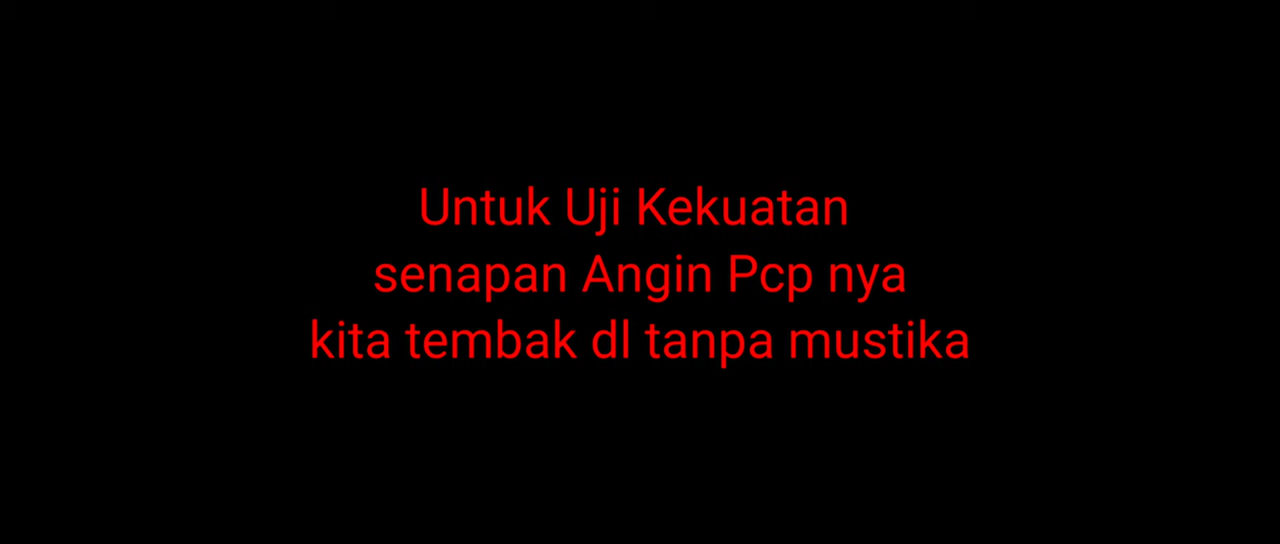 Untuk Uji Kekuatan
senapan Angin Pcp nya
kita tembak dl tanpa mustika